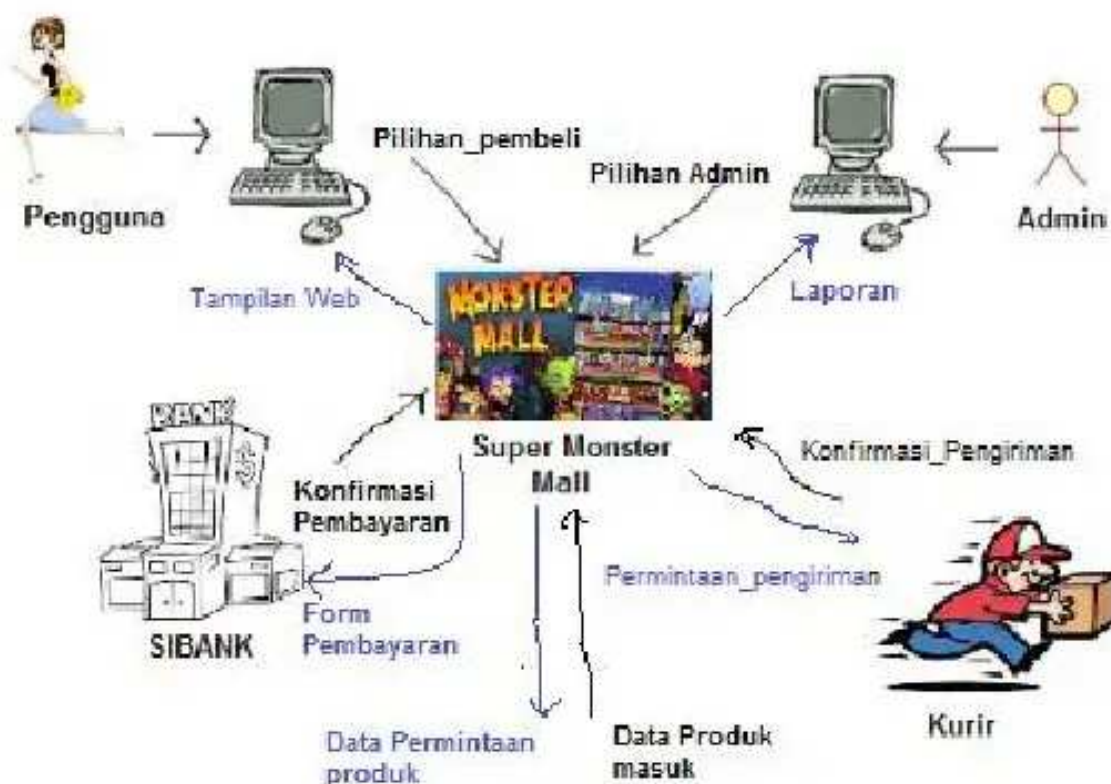 Pilihan_pembeli
Pilihan Admin
Pengguna
Admin
Tampilan Web
Laporan
MONSTER
MALL
BANK
$
Super Monster
Mall
Konfirmasi_Pengiriman
Konfirmasi
Pembayaran
Permintaan_pengiriman
Form
Pembayaran
SIBANK
Kurir
Data Permintaan
produk
Data Produk
masuk